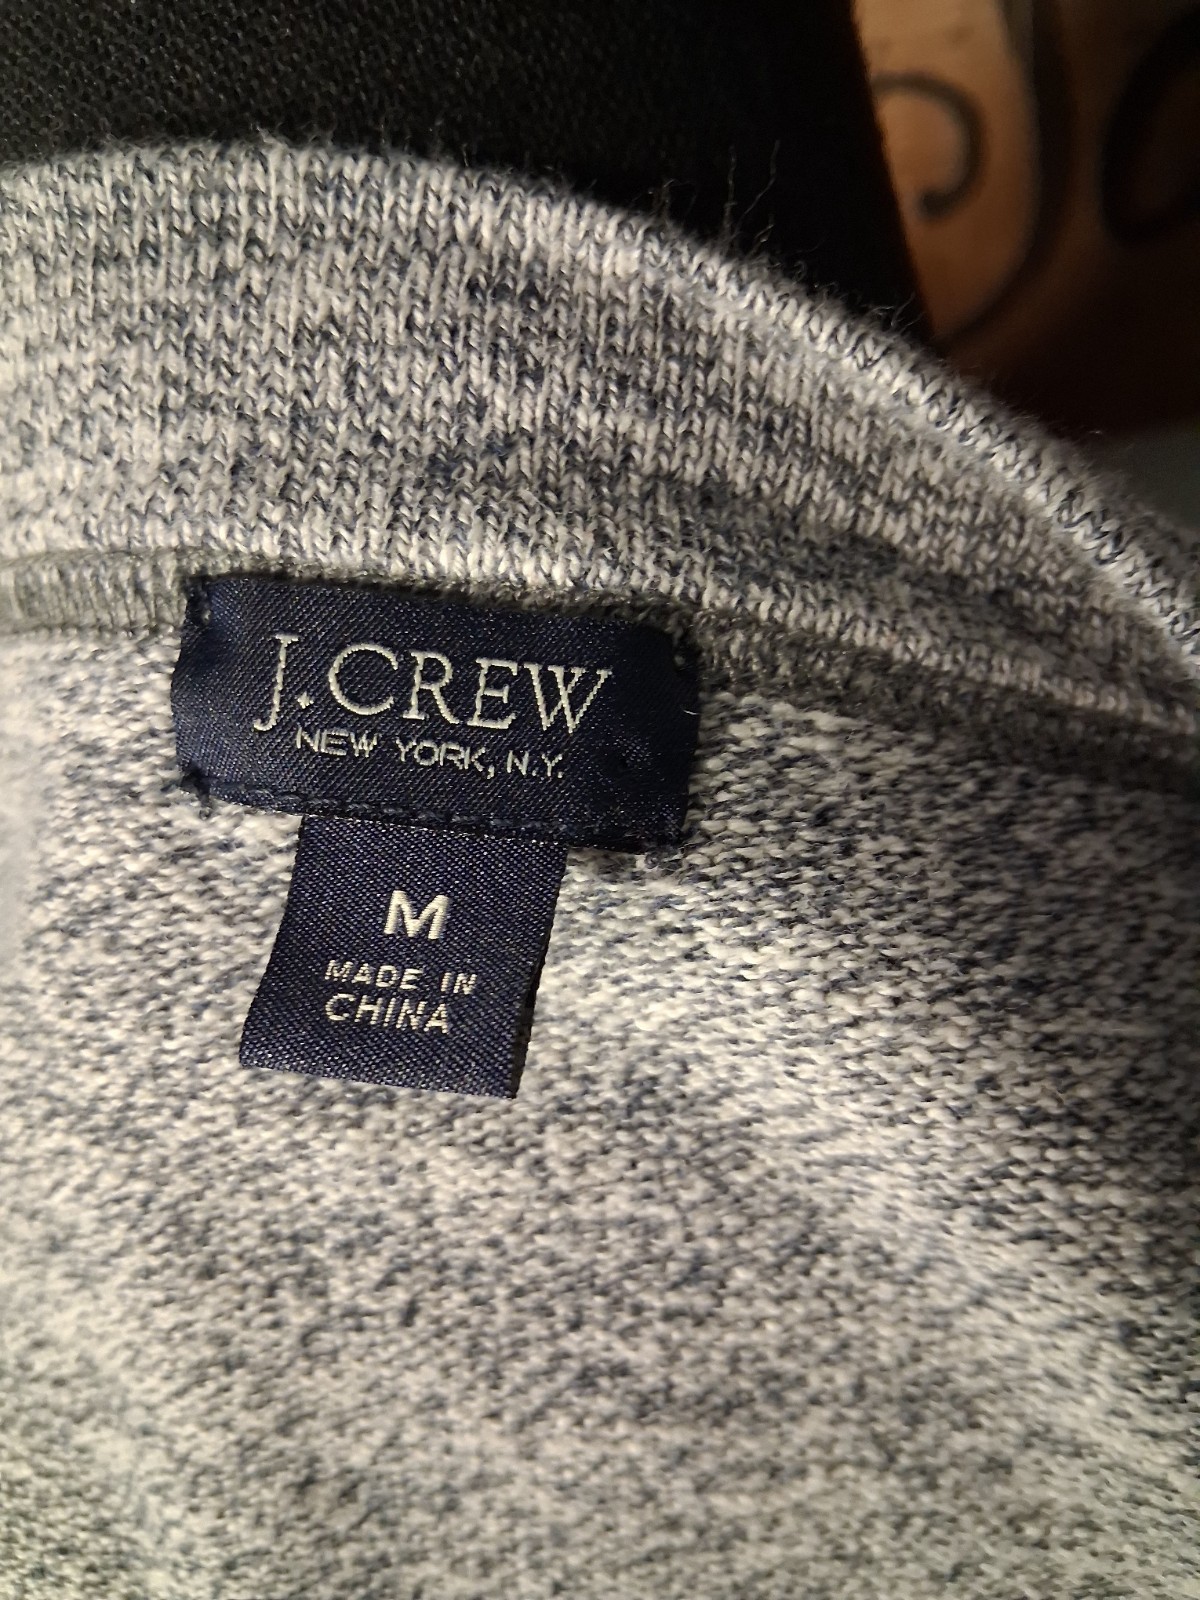 J.CREW
NEW YORK, N.Y.
M
MADE IN
CHINA